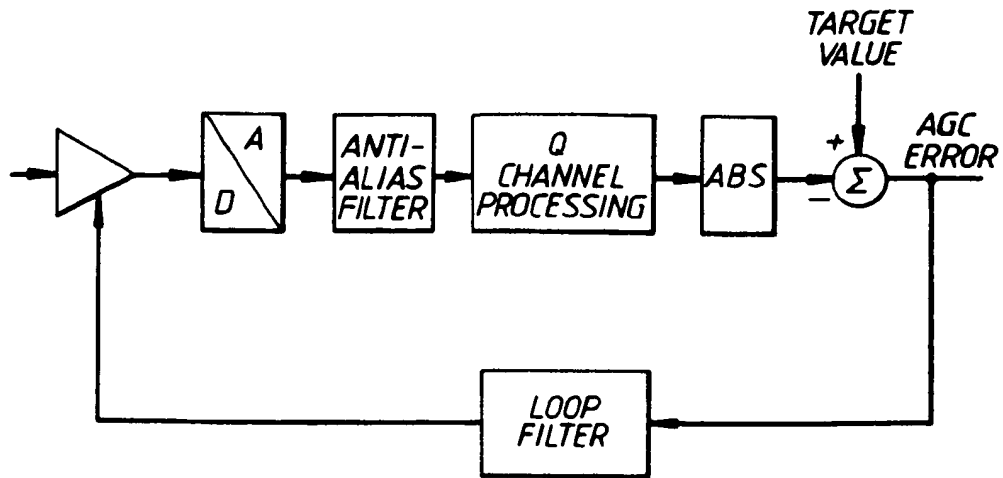 TARGET
VALUE
A
D
ANTI-
ALIAS
FILTER
Q
CHANNEL
PROCESSING
ABS
+
−
Σ
AGC
ERROR
LOOP
FILTER